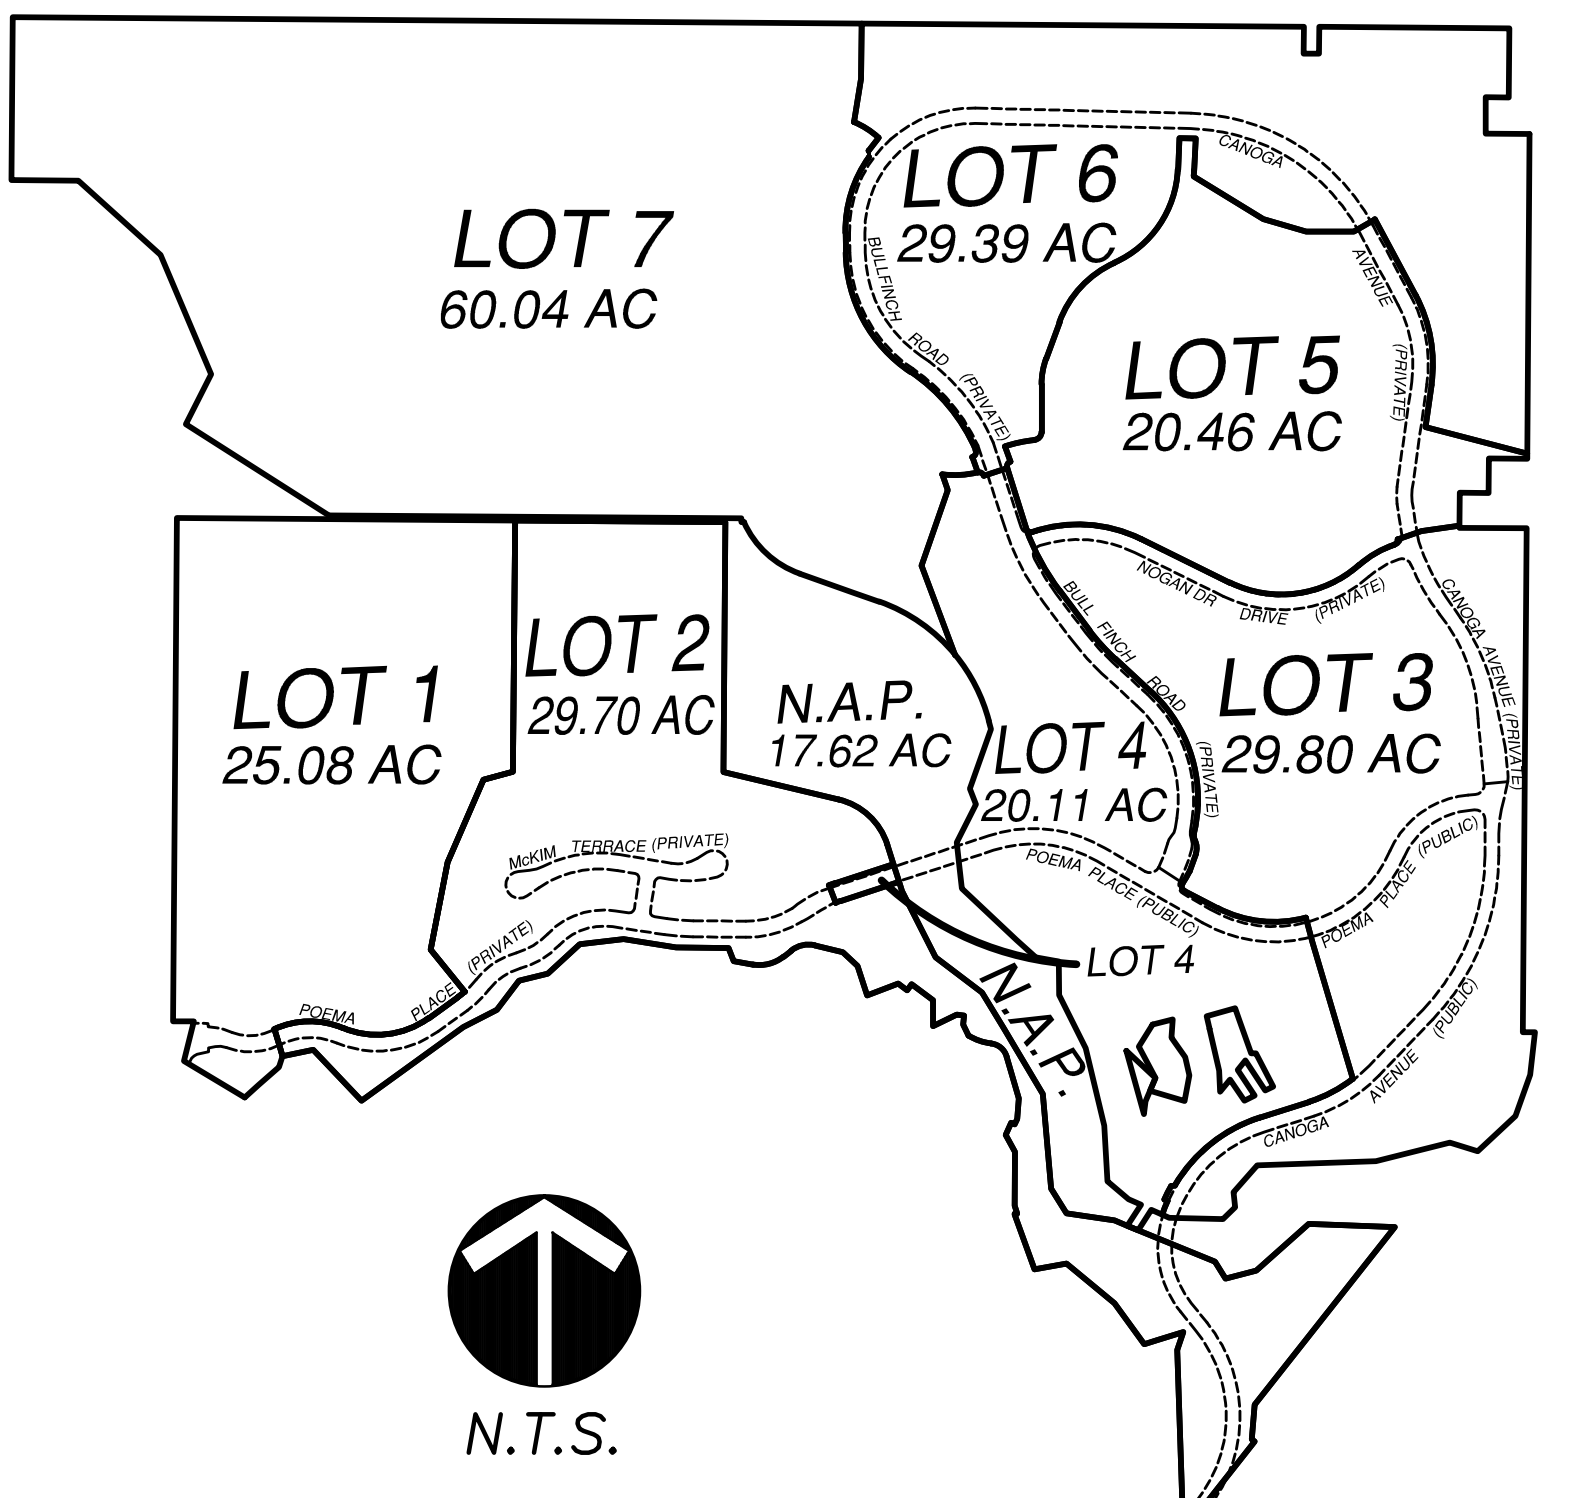 CANOGA
LOT 6
29.39 AC
LOT 7
60.04 AC
BULLFINCH
ROAD
(PRIVATE)
AVENUE
(PRIVATE)
LOT 5
20.46 AC
NOGAN DR
DRIVE
(PRIVATE)
BULL
FINCH
ROAD
(PRIVATE)
CANOGA
AVENUE (PRIVATE)
LOT 1
25.08 AC
LOT 2
29.70 AC
N.A.P.
17.62 AC
LOT 4
20.11 AC
LOT 3
29.80 AC
McKIM
TERRACE (PRIVATE)
POEMA
PLACE (PUBLIC)
POEMA
PLACE
(PUBLIC)
POEMA
PLACE
(PRIVATE)
LOT 4
N.A.P.
CANOGA
AVENUE
(PUBLIC)
N.T.S.